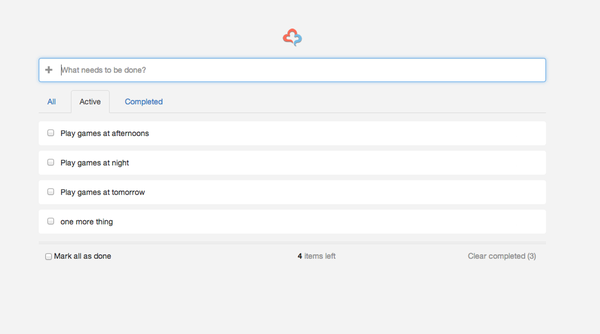 What needs to be done?
All Active Completed
Play games at afternoons
Play games at night
Play games at tomorrow
one more thing
Mark all as done 4 items left Clear completed (3)